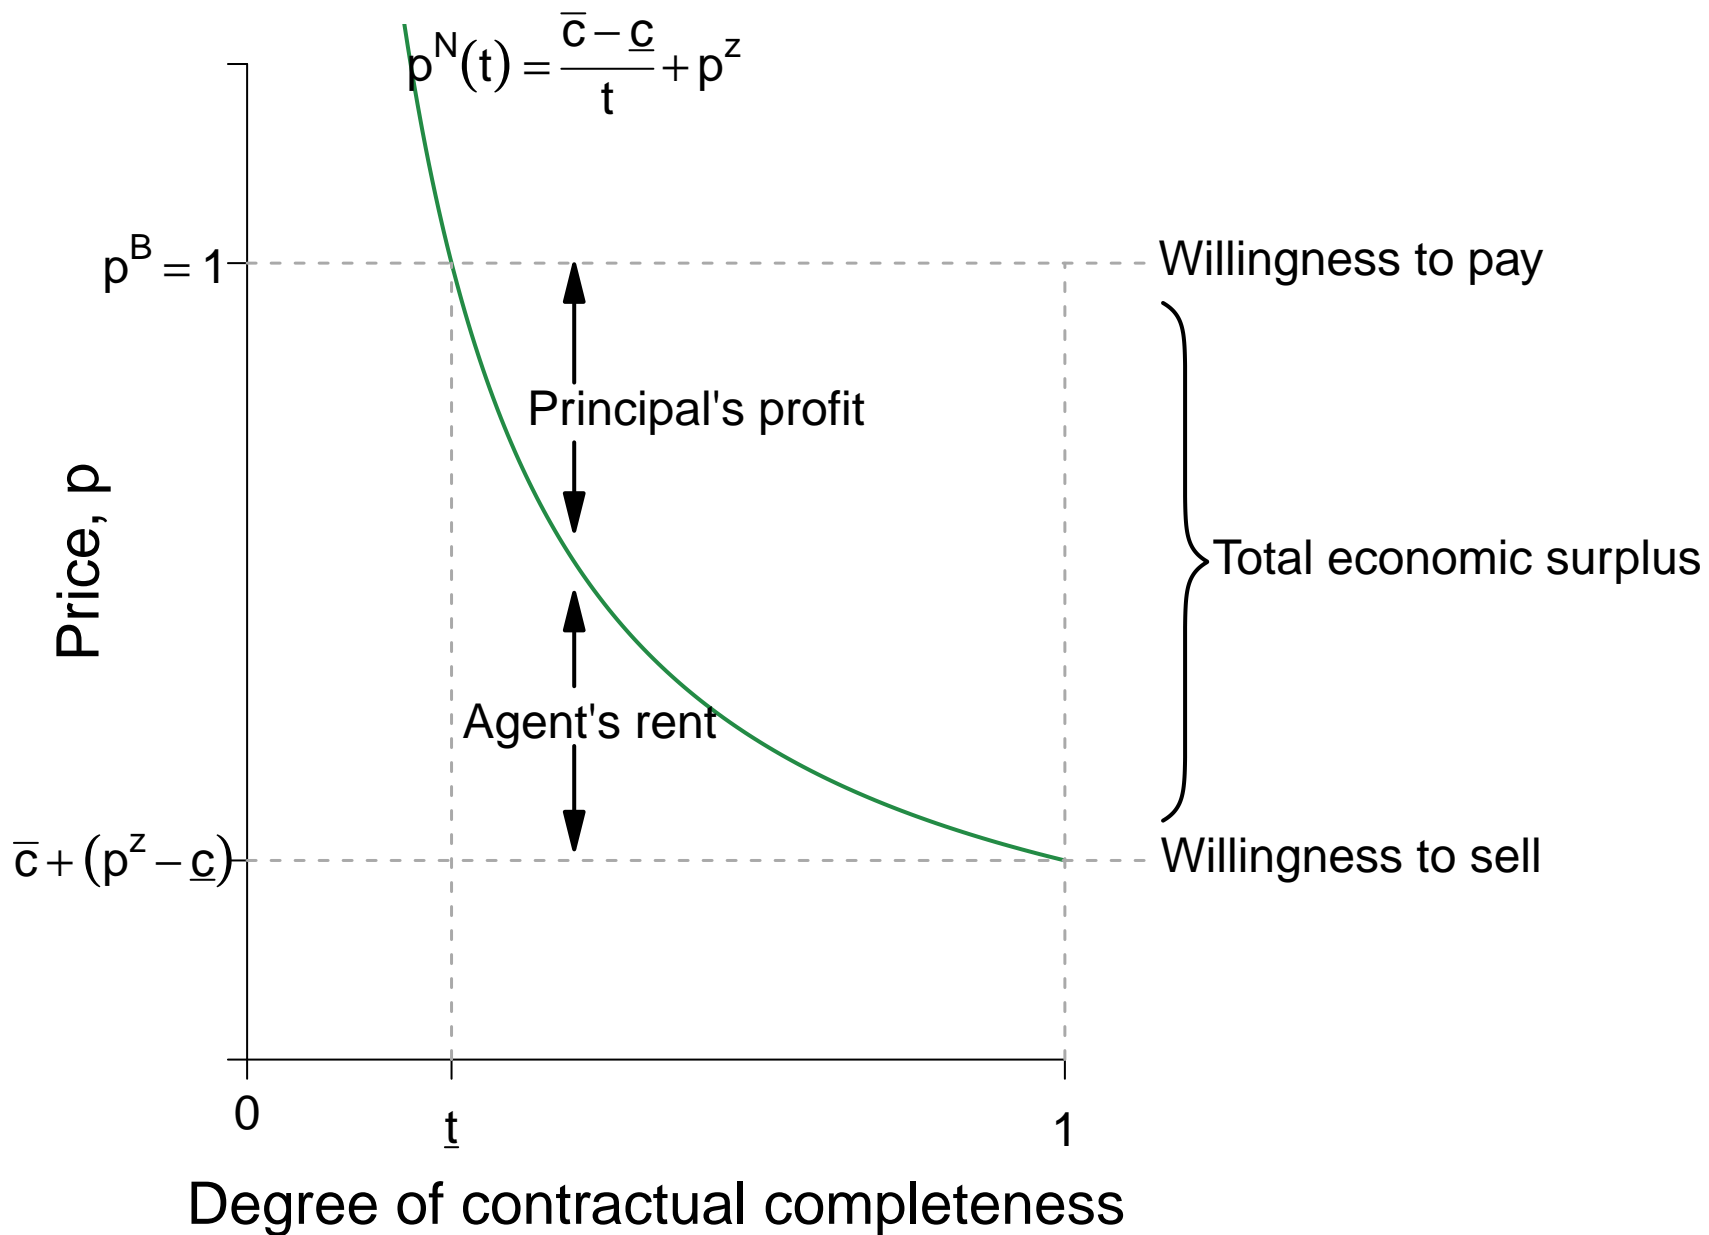 p^N(t) = (c̅ − c̲)/t + p^z
p^B = 1
Willingness to pay
Principal's profit
Price, p
Total economic surplus
Agent's rent
c̅ + (p^z − c̲)
Willingness to sell
0
t̲
1
Degree of contractual completeness